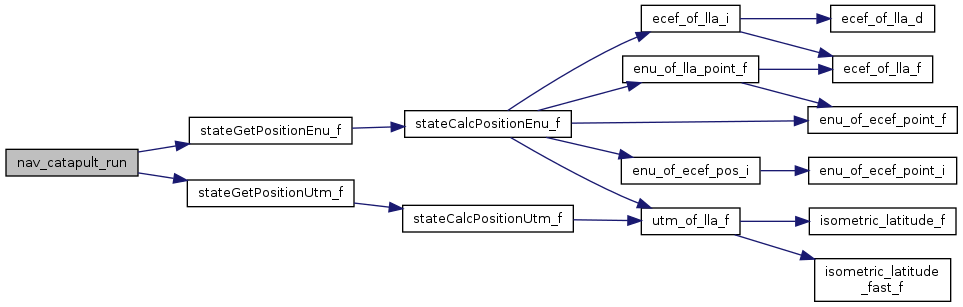 nav_catapult_run
stateGetPositionEnu_f
stateGetPositionUtm_f
stateCalcPositionEnu_f
stateCalcPositionUtm_f
ecef_of_lla_i
enu_of_lla_point_f
enu_of_ecef_pos_i
utm_of_lla_f
ecef_of_lla_d
ecef_of_lla_f
enu_of_ecef_point_f
enu_of_ecef_point_i
isometric_latitude_f
isometric_latitude
_fast_f